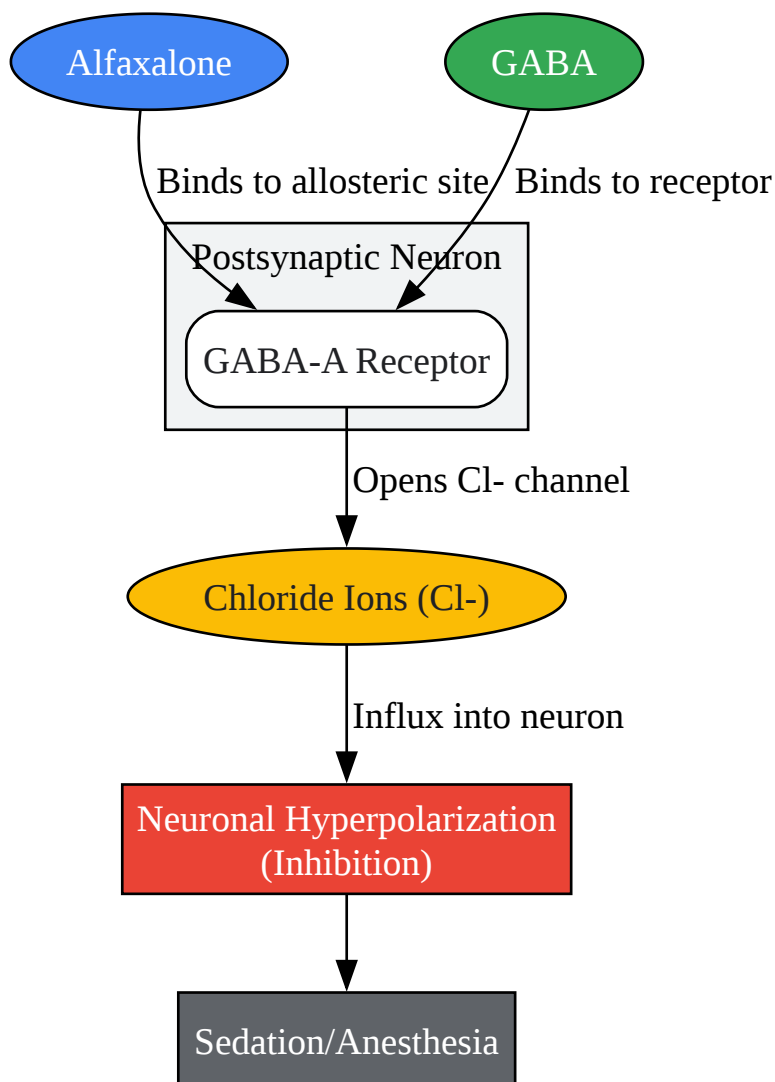 Alfaxalone
GABA
Binds to allosteric site
Binds to receptor
Postsynaptic Neuron
GABA-A Receptor
Opens Cl- channel
Chloride Ions (Cl-)
Influx into neuron
Neuronal Hyperpolarization
(Inhibition)
Sedation/Anesthesia